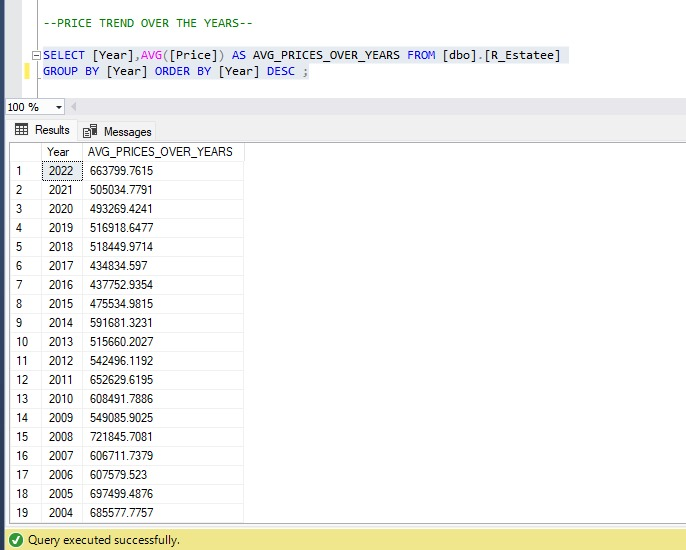 --PRICE TREND OVER THE YEARS--
SELECT [Year],AVG([Price]) AS AVG_PRICES_OVER_YEARS FROM [dbo].[R_Estatee]
GROUP BY [Year] ORDER BY [Year] DESC ;
100 %
Results Messages
Year AVG_PRICES_OVER_YEARS
1 2022 663799.7615
2 2021 505034.7791
3 2020 493269.4241
4 2019 516918.6477
5 2018 518449.9714
6 2017 434834.597
7 2016 437752.9354
8 2015 475534.9815
9 2014 591681.3231
10 2013 515660.2027
11 2012 542496.1192
12 2011 652629.6195
13 2010 608491.7886
14 2009 549085.9025
15 2008 721845.7081
16 2007 606711.7379
17 2006 607579.523
18 2005 697499.4876
19 2004 685577.7757
Query executed successfully.